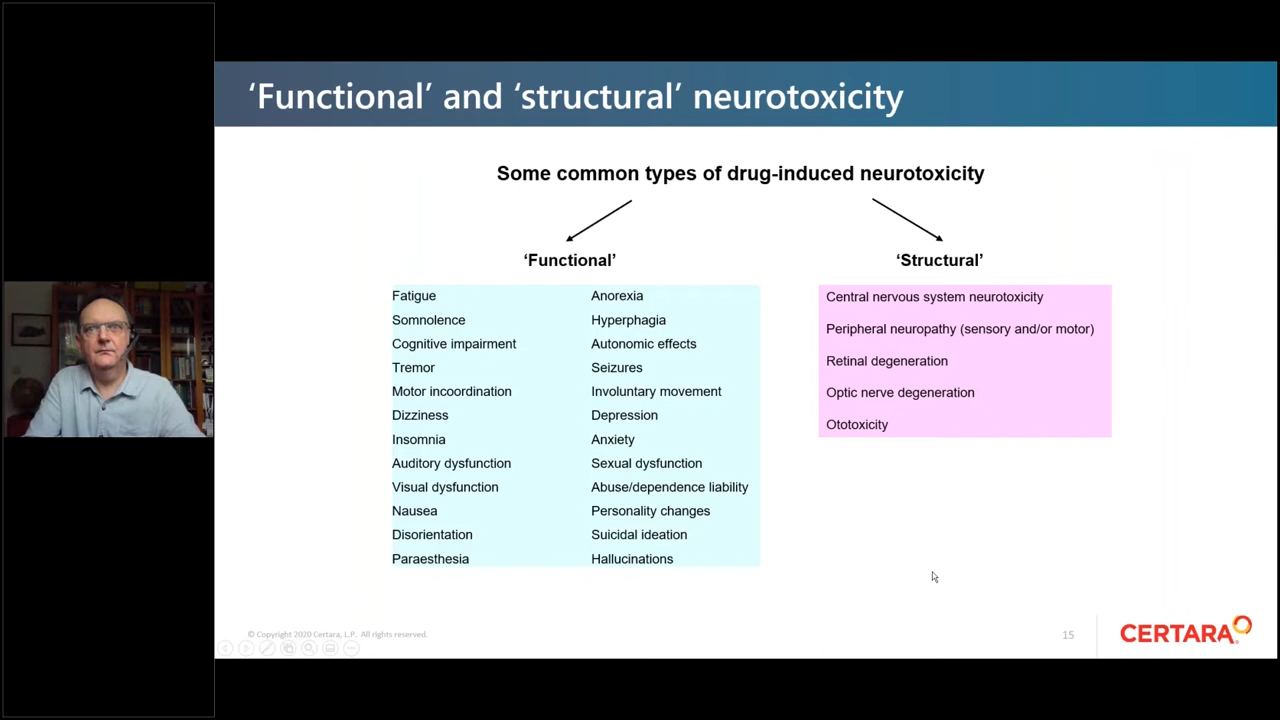 ‘Functional’ and ‘structural’ neurotoxicity
Some common types of drug-induced neurotoxicity
‘Functional’
Fatigue
Somnolence
Cognitive impairment
Tremor
Motor incoordination
Dizziness
Insomnia
Auditory dysfunction
Visual dysfunction
Nausea
Disorientation
Paraesthesia
Anorexia
Hyperphagia
Autonomic effects
Seizures
Involuntary movement
Depression
Anxiety
Sexual dysfunction
Abuse/dependence liability
Personality changes
Suicidal ideation
Hallucinations
‘Structural’
Central nervous system neurotoxicity
Peripheral neuropathy (sensory and/or motor)
Retinal degeneration
Optic nerve degeneration
Ototoxicity
© Copyright 2020 Certara, L.P. All rights reserved.
15
CERTARA